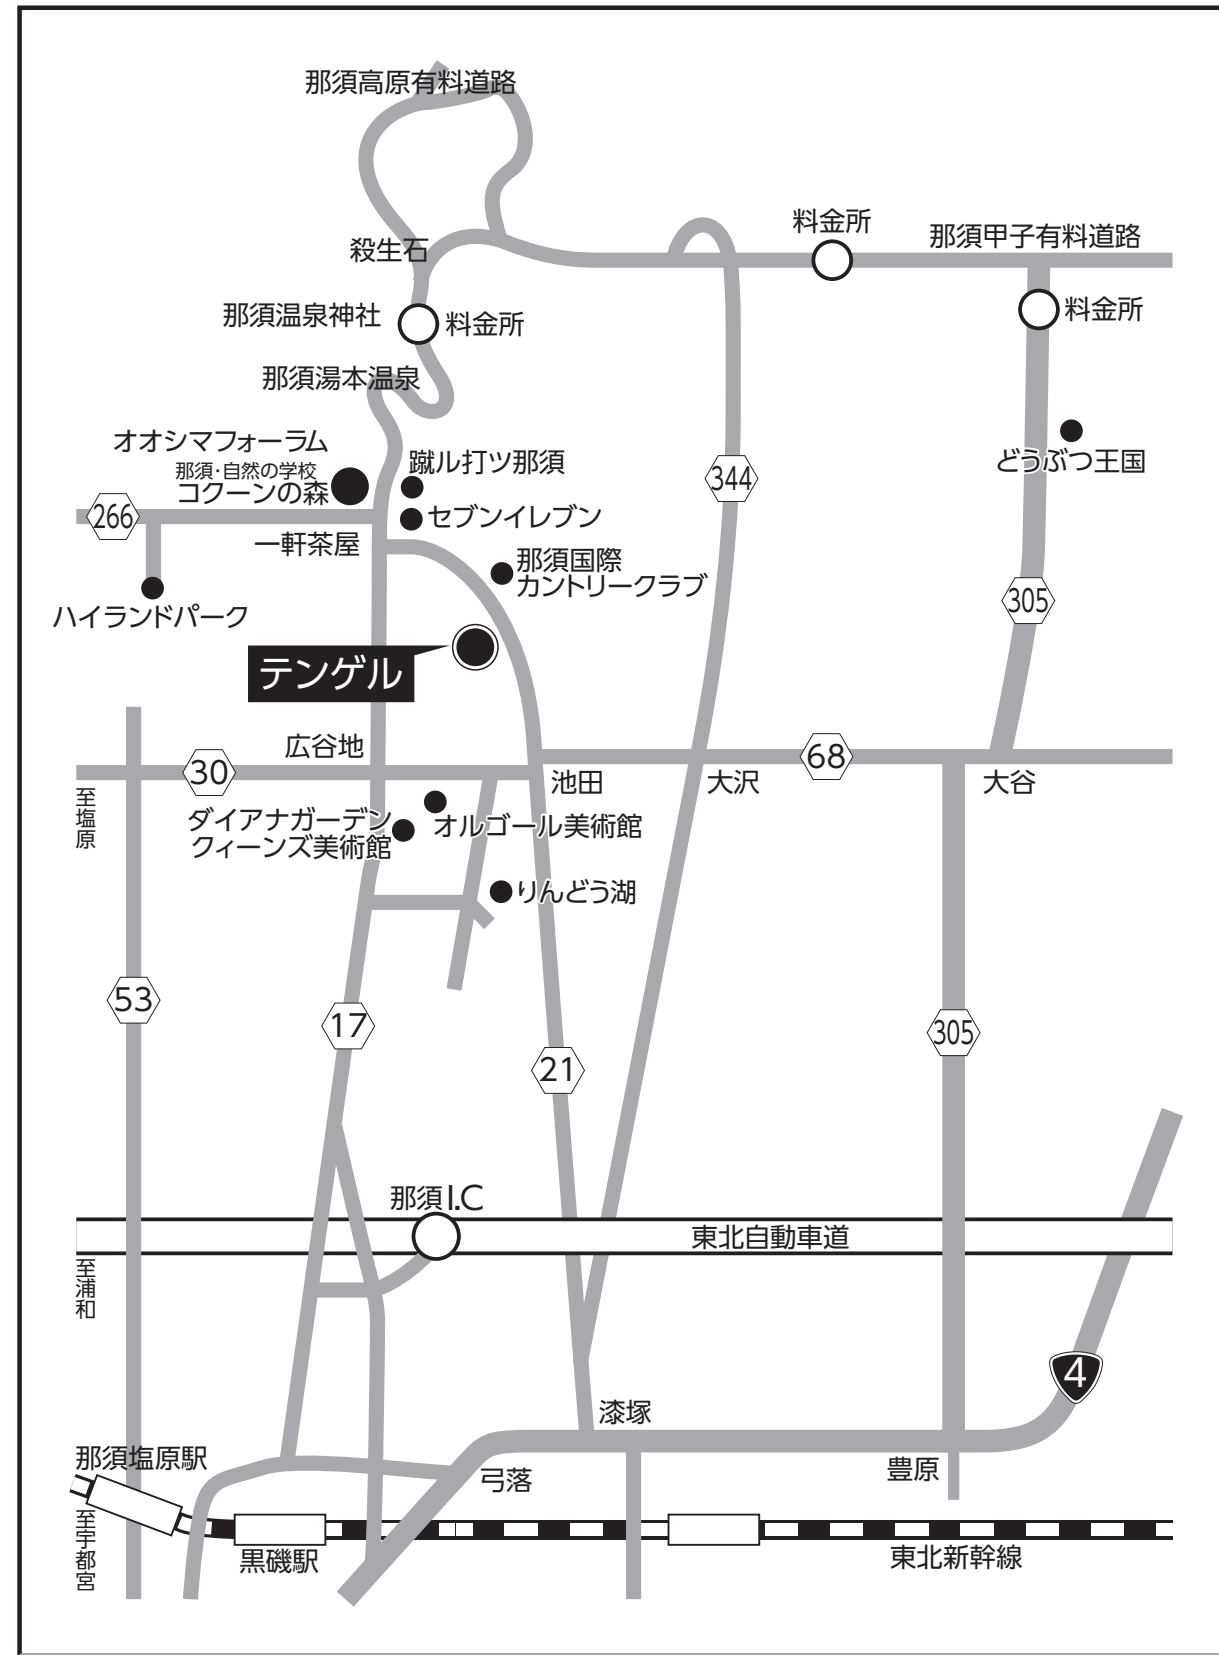 那須高原有料道路
料金所
那須甲子有料道路
殺生石
那須温泉神社
料金所
料金所
那須湯本温泉
オオシマフォーラム
那須・自然の学校
コクーンの森
蹴ル打ツ那須
どうぶつ王国
344
266
セブンイレブン
一軒茶屋
那須国際
カントリークラブ
305
ハイランドパーク
テンゲル
広谷地
30
68
池田
大沢
大谷
至塩原
ダイアナガーデン
クィーンズ美術館
オルゴール美術館
りんどう湖
53
17
21
305
那須I.C
東北自動車道
至浦和
4
漆塚
那須塩原駅
弓落
豊原
至宇都宮
黒磯駅
東北新幹線